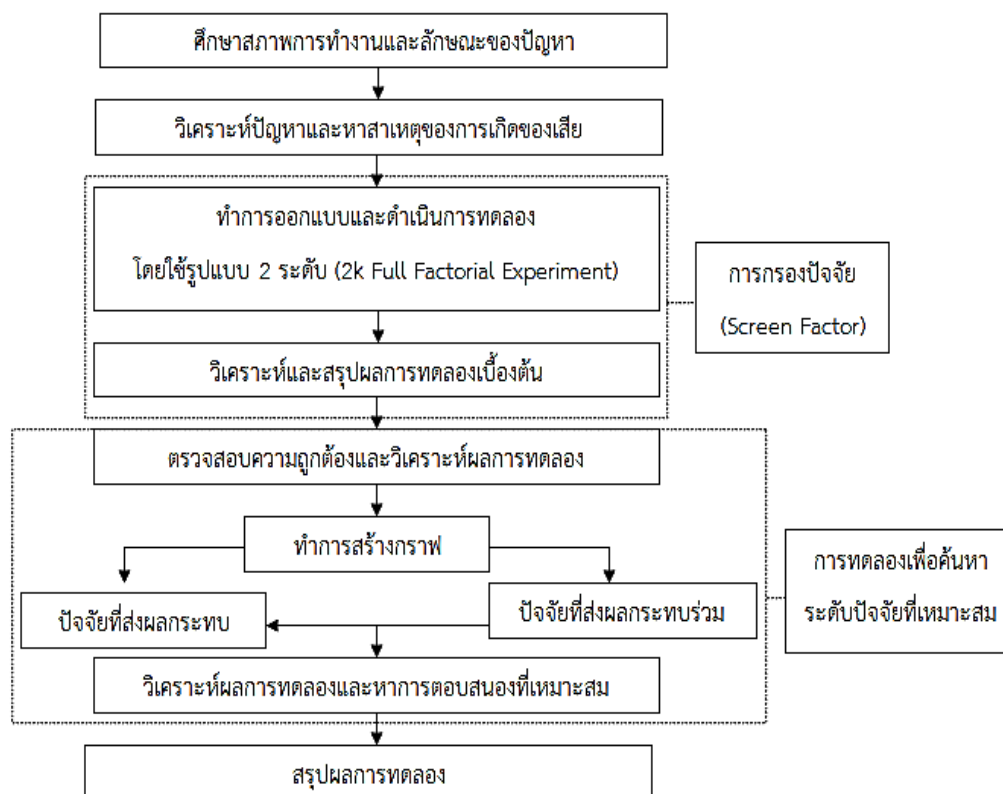 ศึกษาสภาพการทำงานและลักษณะของปัญหา
วิเคราะห์ปัญหาและหาสาเหตุของการเกิดของเสีย
ทำการออกแบบและดำเนินการทดลอง
โดยใช้รูปแบบ 2 ระดับ (2k Full Factorial Experiment)
การกรองปัจจัย
(Screen Factor)
วิเคราะห์และสรุปผลการทดลองเบื้องต้น
ตรวจสอบความถูกต้องและวิเคราะห์ผลการทดลอง
ทำการสร้างกราฟ
การทดลองเพื่อค้นหา
ระดับปัจจัยที่เหมาะสม
ปัจจัยที่ส่งผลกระทบ
ปัจจัยที่ส่งผลกระทบร่วม
วิเคราะห์ผลการทดลองและหาการตอบสนองที่เหมาะสม
สรุปผลการทดลอง